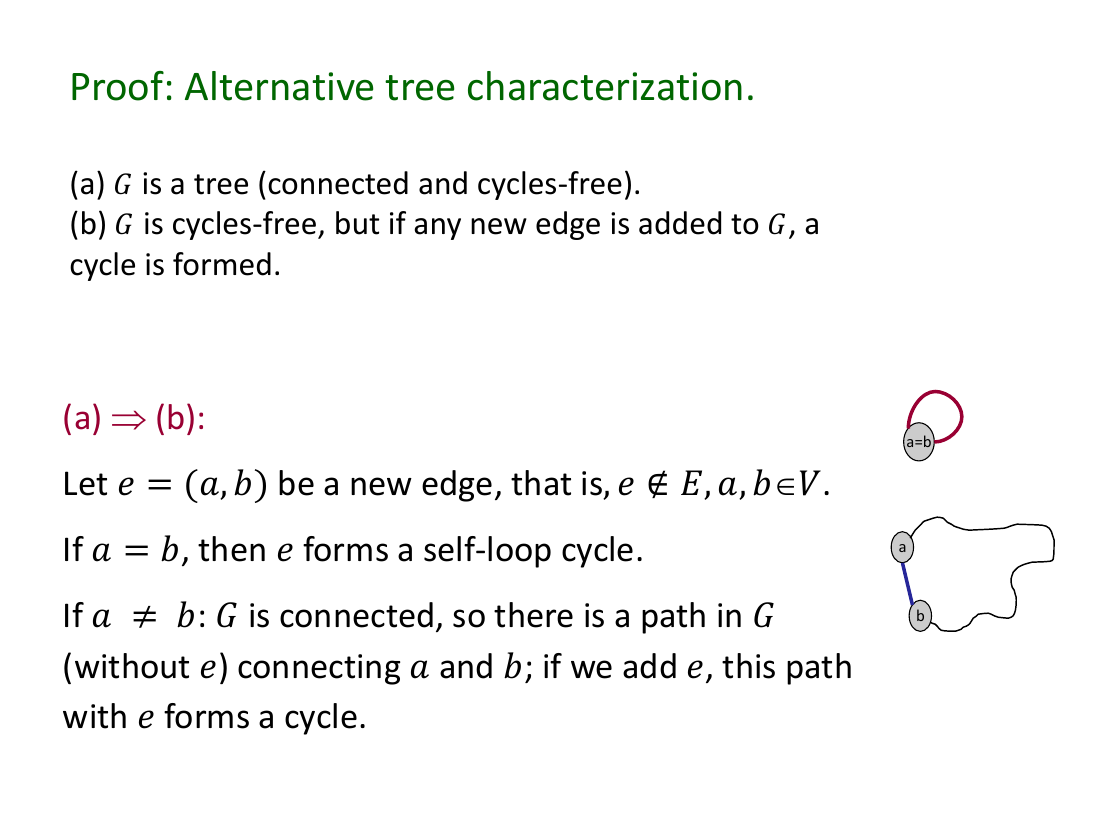 Proof: Alternative tree characterization.
(a) 𝐺 is a tree (connected and cycles-free).
(b) 𝐺 is cycles-free, but if any new edge is added to 𝐺, a
cycle is formed.
(a) ⟹ (b):
Let 𝑒 = (𝑎, 𝑏) be a new edge, that is, 𝑒 ∉ 𝐸, 𝑎, 𝑏∈𝑉.
If 𝑎 = 𝑏, then 𝑒 forms a self-loop cycle.
If 𝑎 ≠ 𝑏: 𝐺 is connected, so there is a path in 𝐺
(without 𝑒) connecting 𝑎 and 𝑏; if we add 𝑒, this path
with 𝑒 forms a cycle.
a=b
a
b